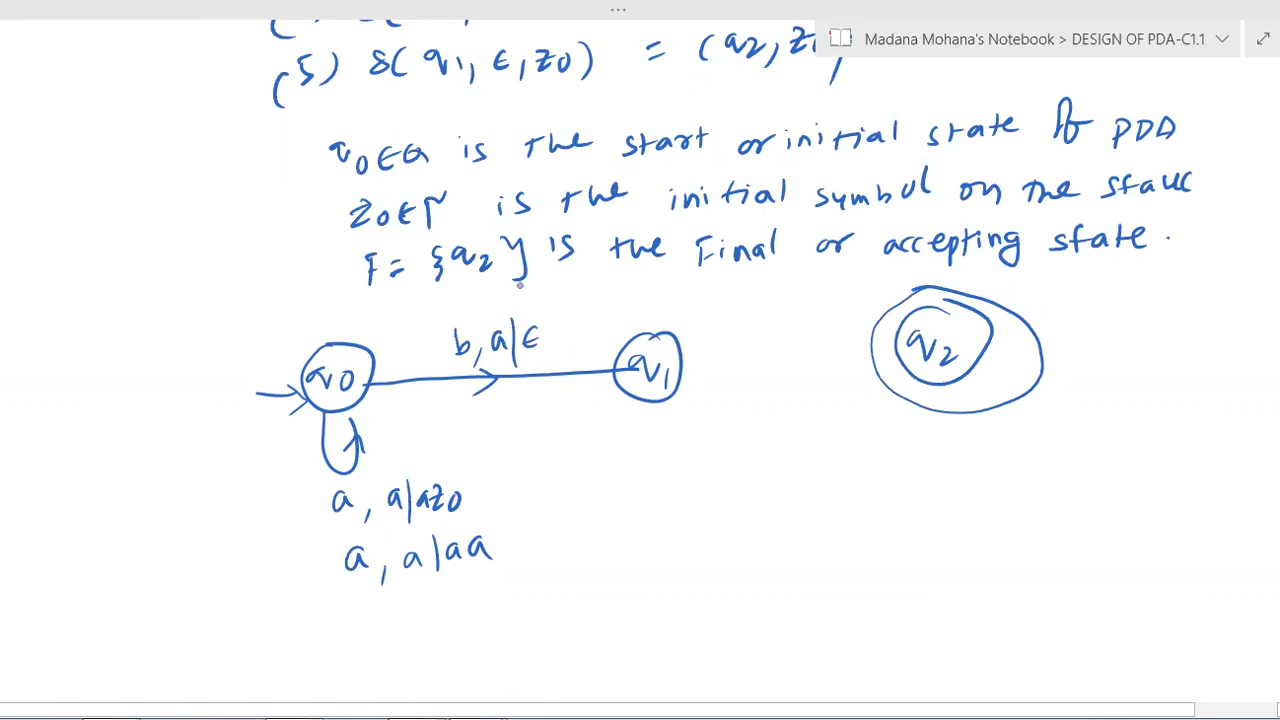 Madana Mohana's Notebook > DESIGN OF PDA-C1.1
(5) δ(q1, ϵ, z0) = (q2, z0
q0∈Q is the start or initial state of PDA
z0∈Γ is the initial symbol on the stack
F = {q2} is the Final or accepting state.
b, a|ϵ
q0
q1
q2
a, a|az0
a, a|aa